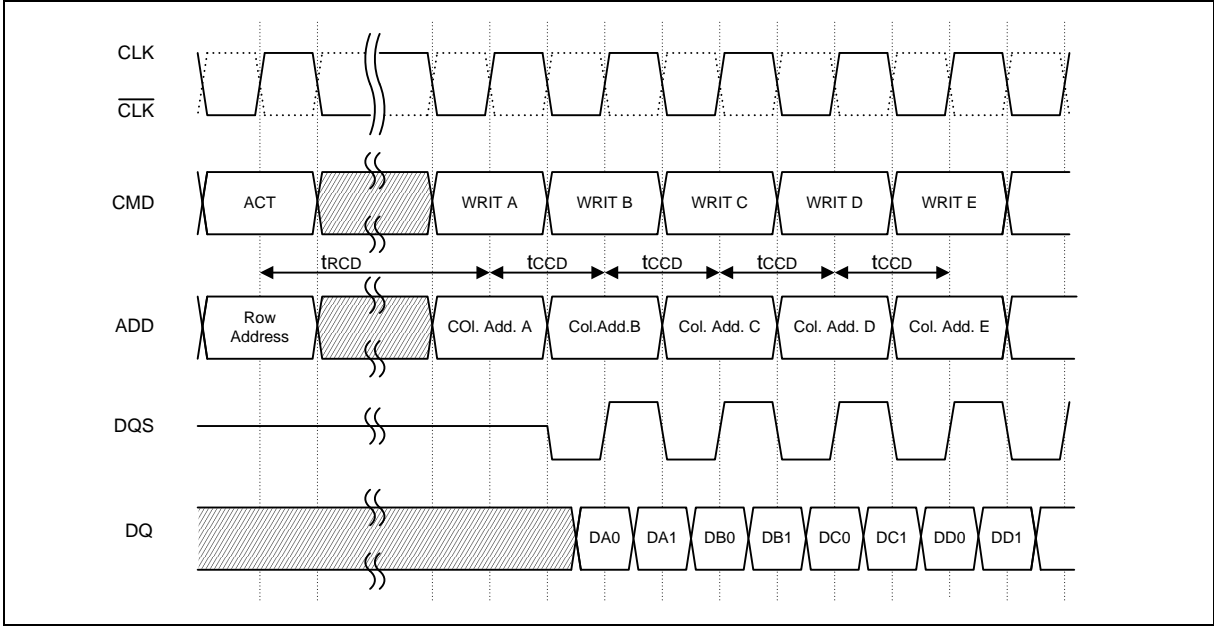 CLK
CLK
CMD
ACT
WRIT A
WRIT B
WRIT C
WRIT D
WRIT E
tRCD
tCCD
tCCD
tCCD
tCCD
ADD
Row
Address
COl. Add. A
Col.Add.B
Col. Add. C
Col. Add. D
Col. Add. E
DQS
DQ
DA0
DA1
DB0
DB1
DC0
DC1
DD0
DD1